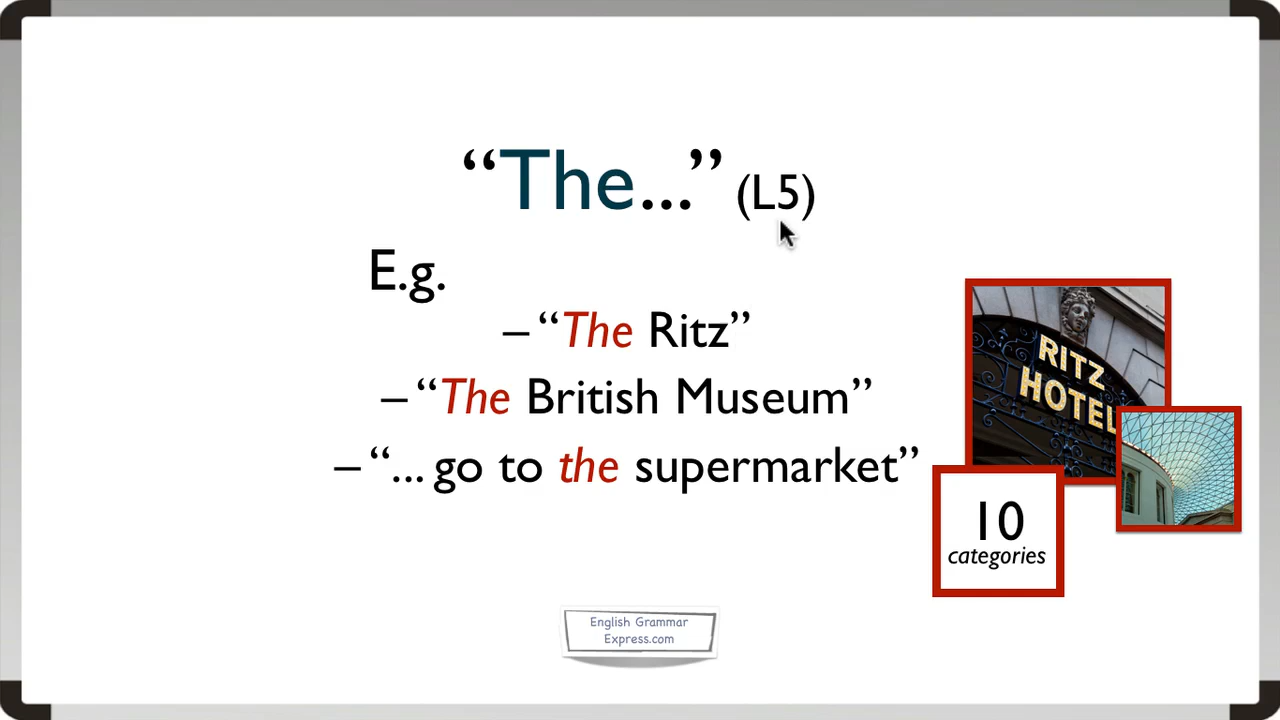 “The...” (L5)
E.g.
– “The Ritz”
– “The British Museum”
– “... go to the supermarket”
RITZ
HOTEL
10
categories
English Grammar
Express.com